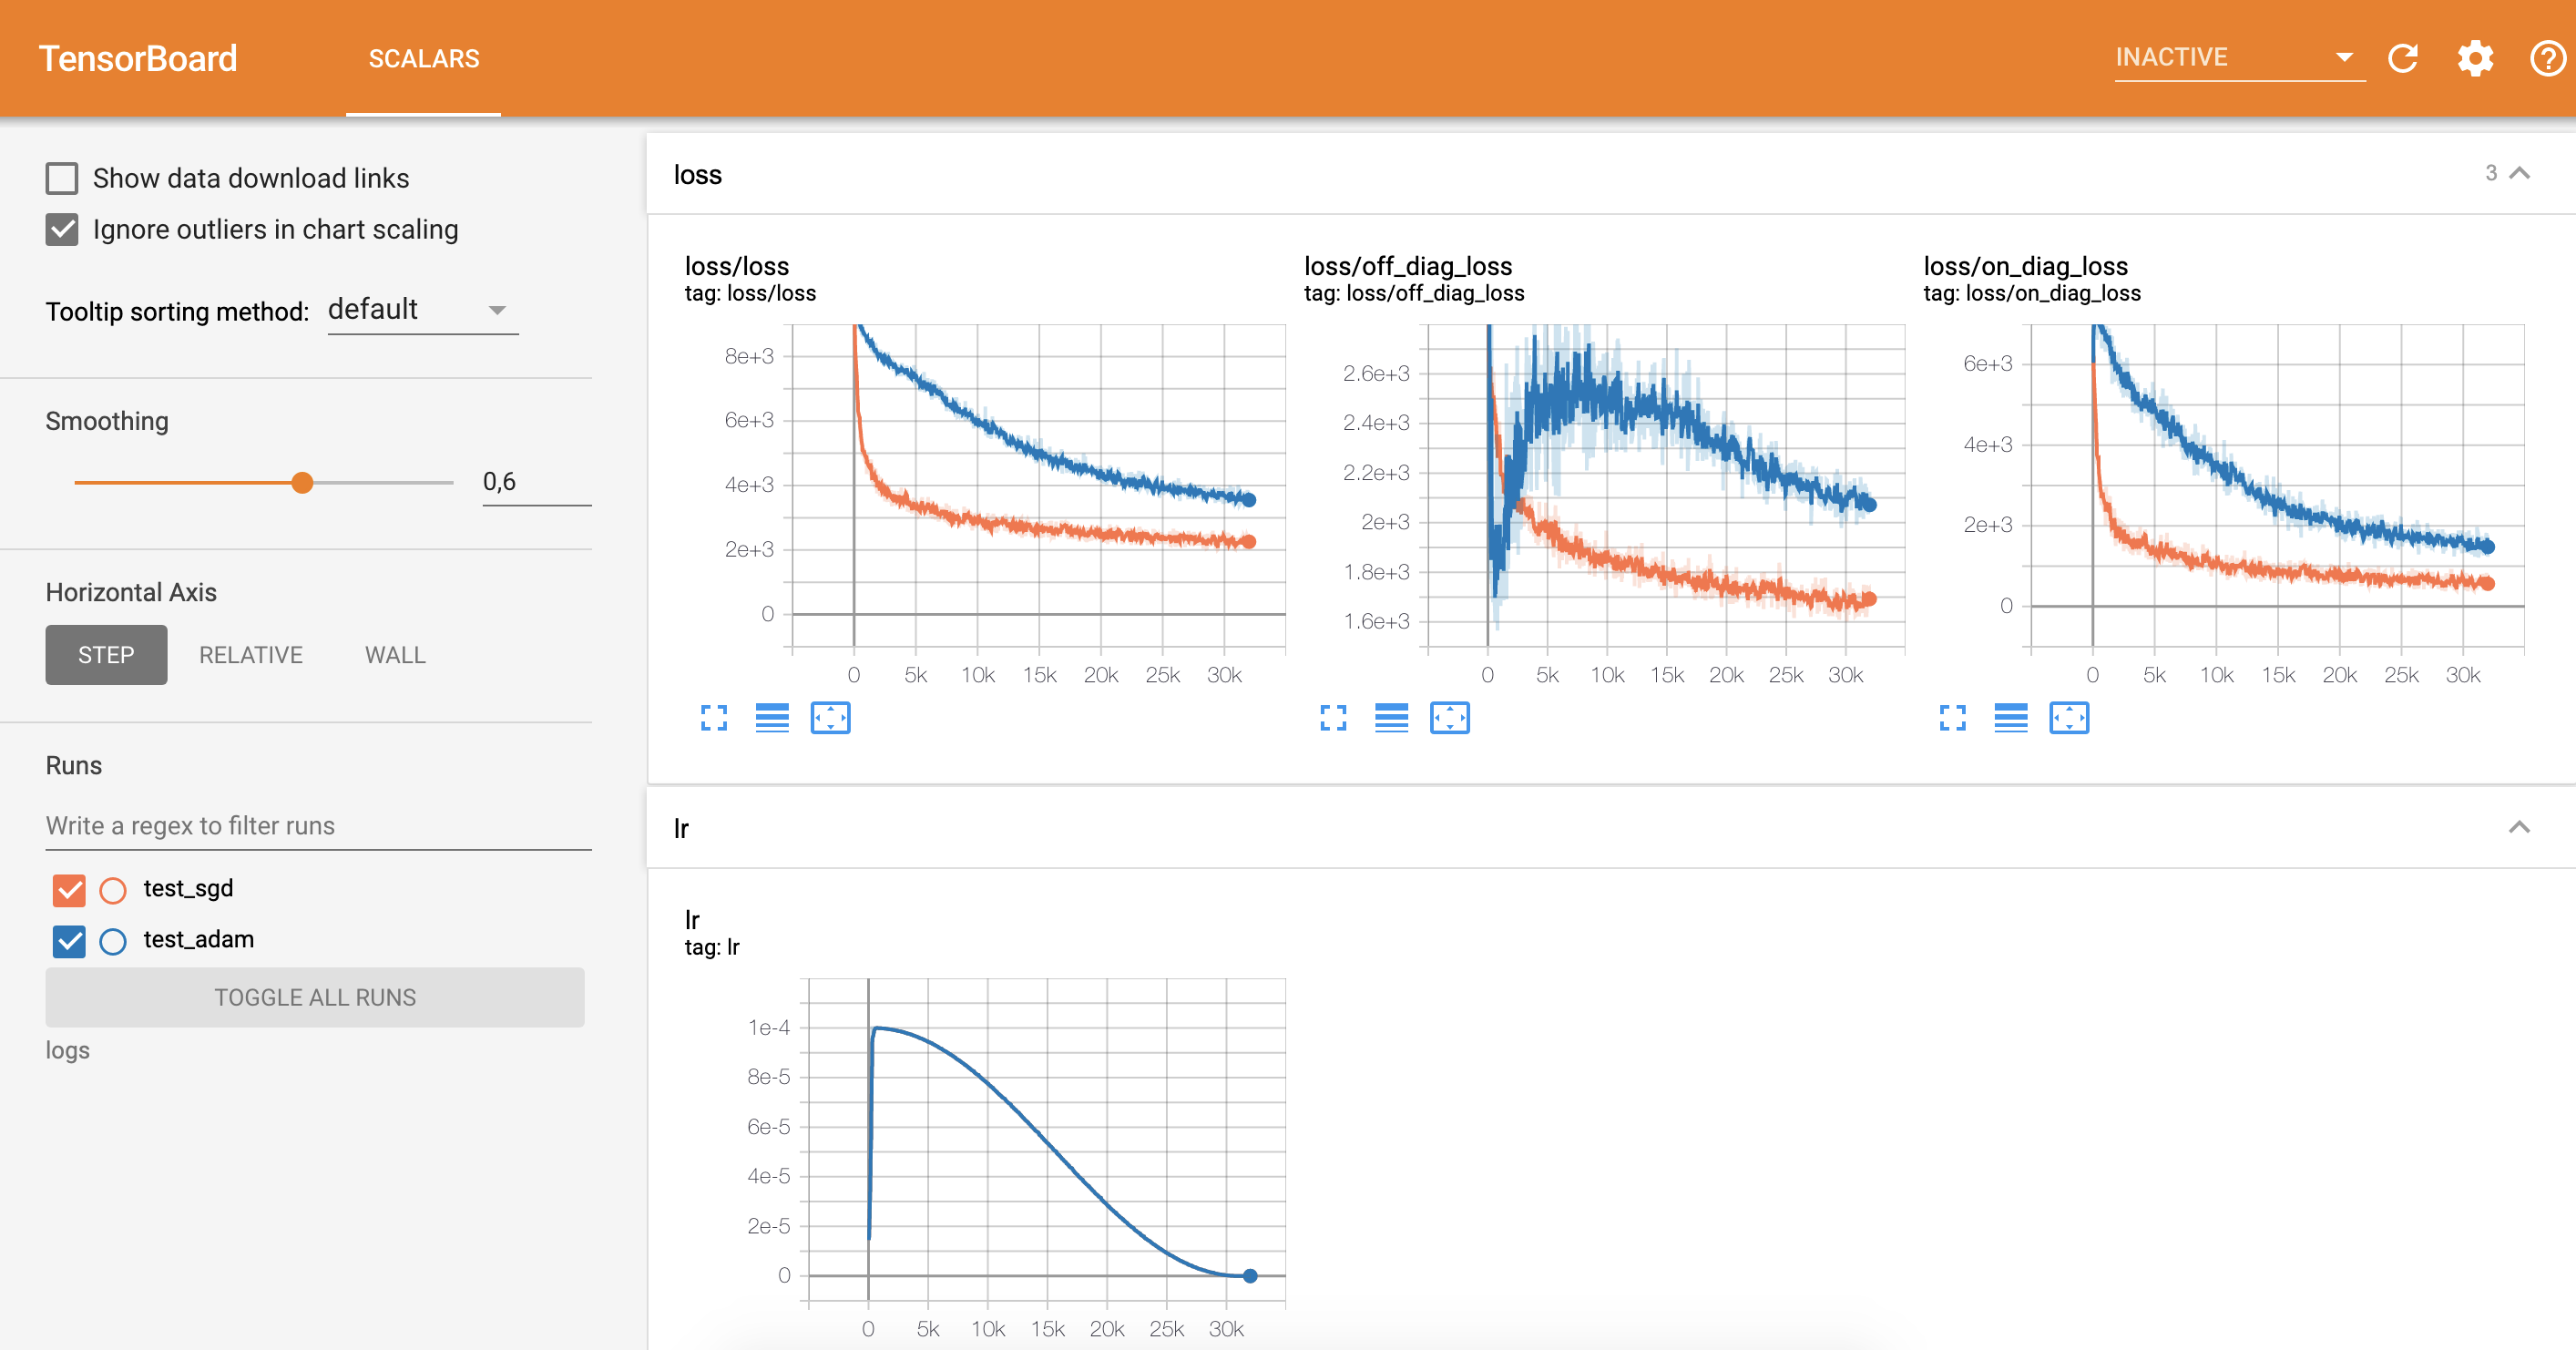 TensorBoard
SCALARS
INACTIVE
Show data download links
Ignore outliers in chart scaling
Tooltip sorting method: default
Smoothing
0,6
Horizontal Axis
STEP RELATIVE WALL
Runs
Write a regex to filter runs
test_sgd
test_adam
TOGGLE ALL RUNS
logs
loss
3
loss/loss
tag: loss/loss
8e+3
6e+3
4e+3
2e+3
0
0 5k 10k 15k 20k 25k 30k
loss/off_diag_loss
tag: loss/off_diag_loss
2.6e+3
2.4e+3
2.2e+3
2e+3
1.8e+3
1.6e+3
0 5k 10k 15k 20k 25k 30k
loss/on_diag_loss
tag: loss/on_diag_loss
6e+3
4e+3
2e+3
0
0 5k 10k 15k 20k 25k 30k
lr
lr
tag: lr
1e-4
8e-5
6e-5
4e-5
2e-5
0
0 5k 10k 15k 20k 25k 30k